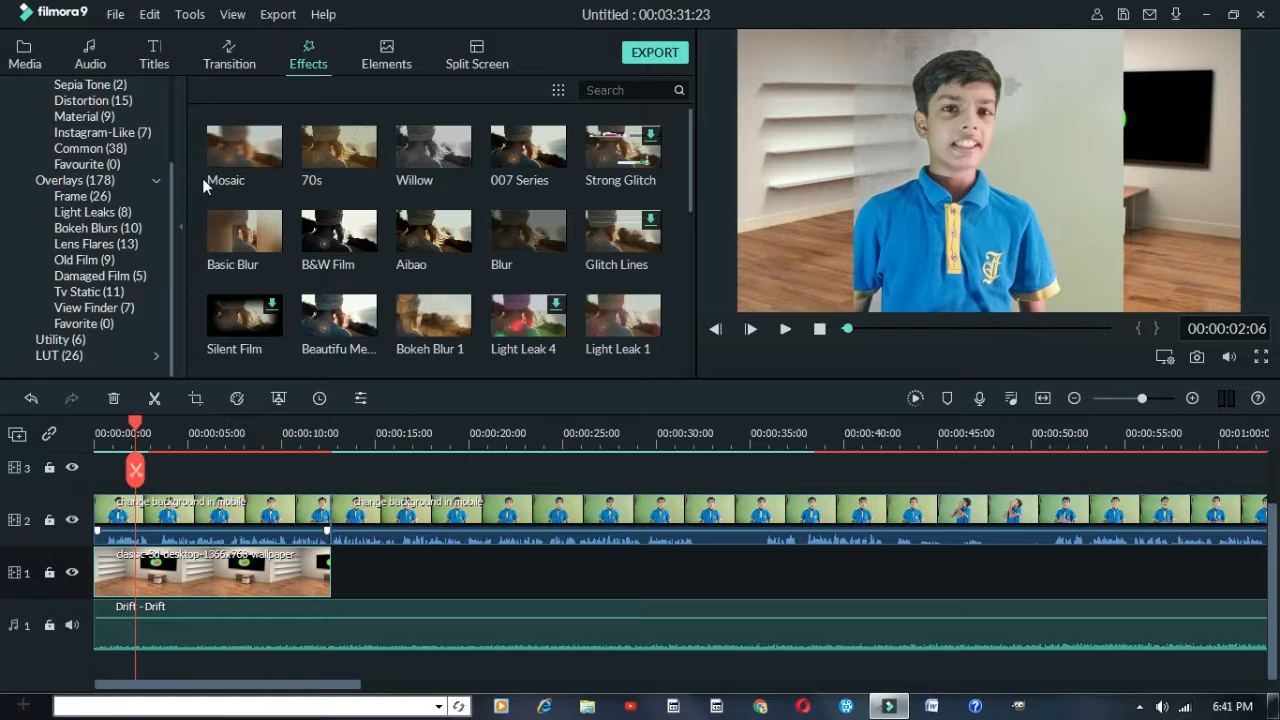 filmora9 File Edit Tools View Export Help Untitled : 00:03:31:23
Media Audio Titles Transition Effects Elements Split Screen EXPORT
Sepia Tone (2)
Distortion (15)
Material (9)
Instagram-Like (7)
Common (38)
Favourite (0)
Overlays (178)
Frame (26)
Light Leaks (8)
Bokeh Blurs (10)
Lens Flares (13)
Old Film (9)
Damaged Film (5)
Tv Static (11)
View Finder (7)
Favorite (0)
Utility (6)
LUT (26)
Search
Mosaic 70s Willow 007 Series Strong Glitch
Basic Blur B&W Film Aibao Blur Glitch Lines
Silent Film Beautifu Me... Bokeh Blur 1 Light Leak 4 Light Leak 1
00:00:02:06
00:00:00:00 00:00:05:00 00:00:10:00 00:00:15:00 00:00:20:00 00:00:25:00 00:00:30:00 00:00:35:00 00:00:40:00 00:00:45:00 00:00:50:00 00:00:55:00 00:01:00:0
3
change background in mobile change background in mobile
2
classic-3d-desktop-1366x768-wallpaper
1
Drift - Drift
1
6:41 PM